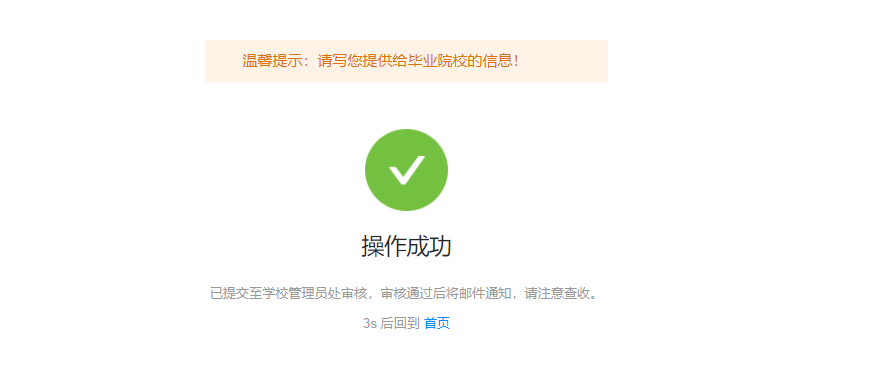 温馨提示：请写您提供给毕业院校的信息！
操作成功
已提交至学校管理员处审核，审核通过后将邮件通知，请注意查收。
3s 后回到 首页